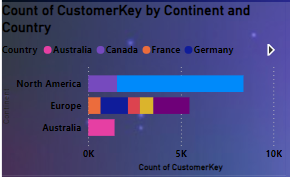 Count of CustomerKey by Continent and
Country
Country Australia Canada France Germany
North America
Europe
Australia
0K 5K 10K
Count of CustomerKey